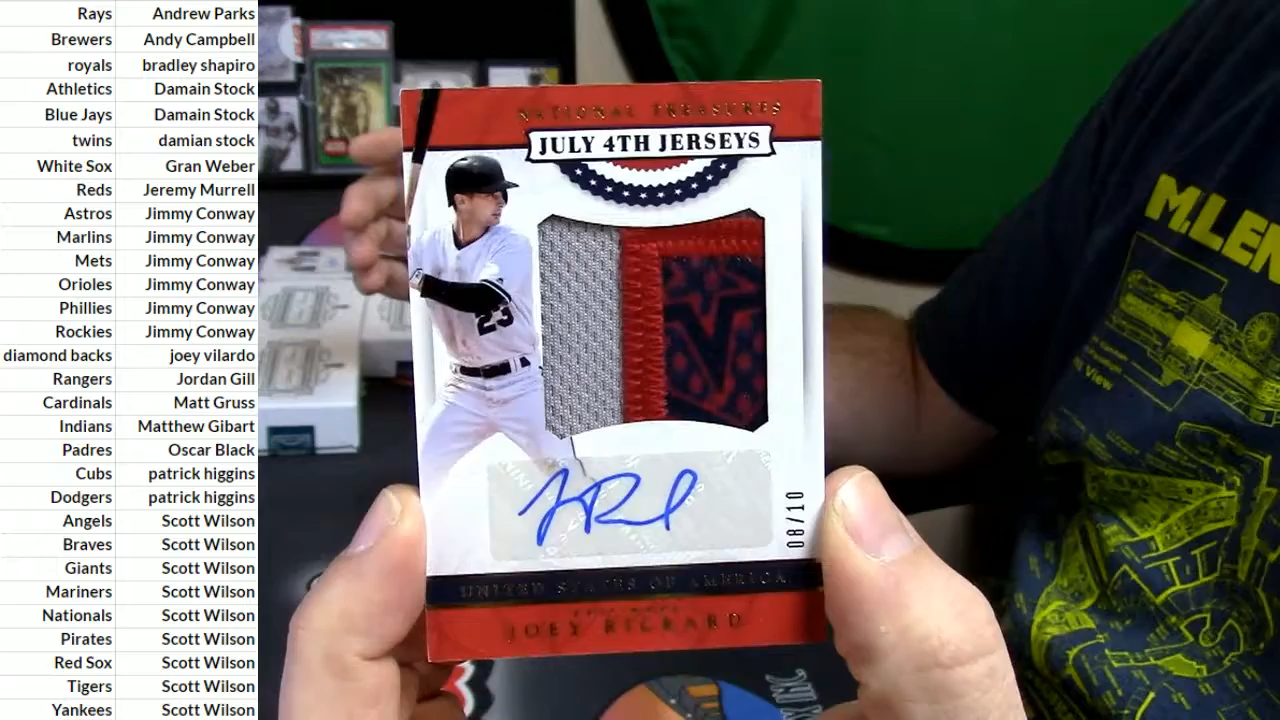 Rays Andrew Parks
Brewers Andy Campbell
royals bradley shapiro
Athletics Damain Stock
Blue Jays Damain Stock
twins damian stock
White Sox Gran Weber
Reds Jeremy Murrell
Astros Jimmy Conway
Marlins Jimmy Conway
Mets Jimmy Conway
Orioles Jimmy Conway
Phillies Jimmy Conway
Rockies Jimmy Conway
diamond backs joey vilardo
Rangers Jordan Gill
Cardinals Matt Gruss
Indians Matthew Gibart
Padres Oscar Black
Cubs patrick higgins
Dodgers patrick higgins
Angels Scott Wilson
Braves Scott Wilson
Giants Scott Wilson
Mariners Scott Wilson
Nationals Scott Wilson
Pirates Scott Wilson
Red Sox Scott Wilson
Tigers Scott Wilson
Yankees Scott Wilson
NATIONAL TREASURES
JULY 4TH JERSEYS
23
08/10
UNITED STATES OF AMERICA
JOEY RICKARD
M.LEN
View
INC